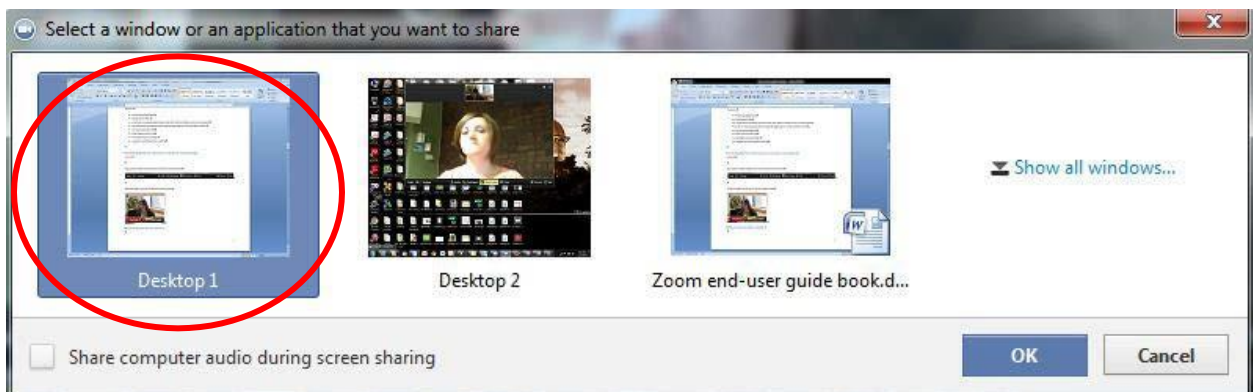 Select a window or an application that you want to share
Desktop 1
Desktop 2
Zoom end-user guide book.d...
Show all windows...
Share computer audio during screen sharing
OK
Cancel